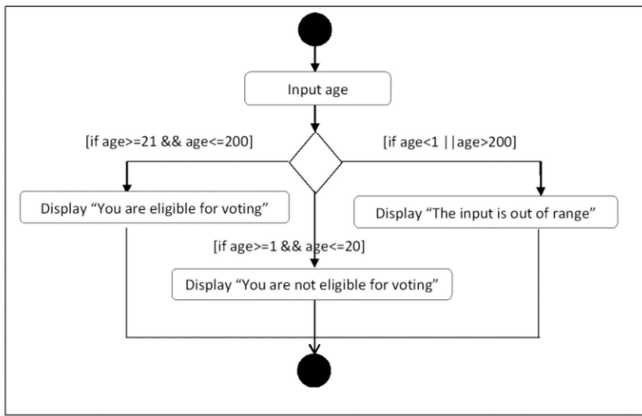 Input age
[if age>=21 && age<=200]
[if age<1 ||age>200]
Display “You are eligible for voting”
Display “The input is out of range”
[if age>=1 && age<=20]
Display “You are not eligible for voting”